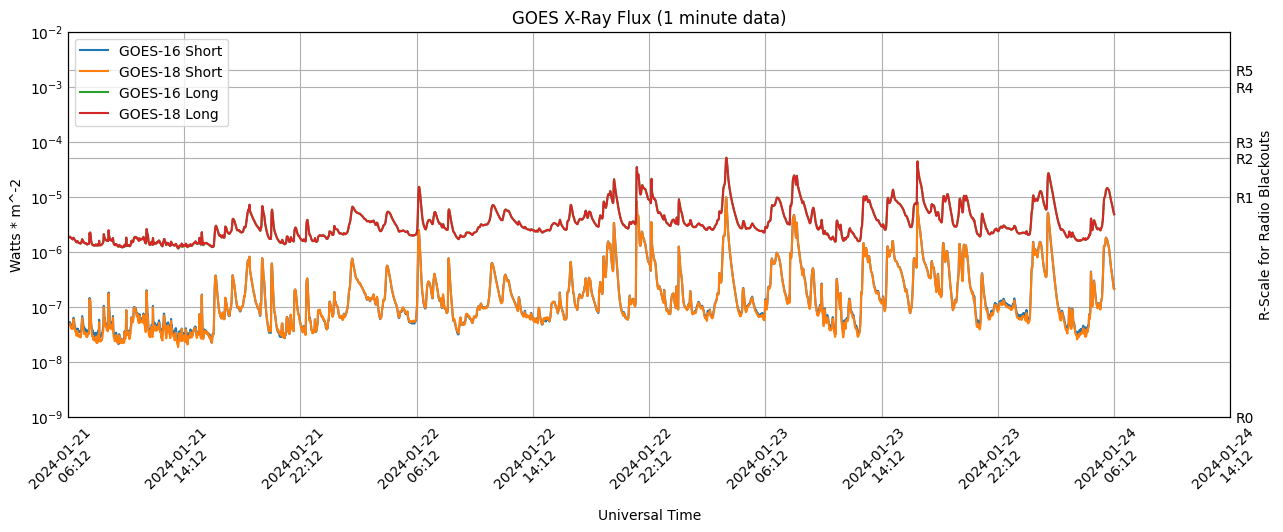 GOES X-Ray Flux (1 minute data)
GOES-16 Short
GOES-18 Short
GOES-16 Long
GOES-18 Long
Watts * m^-2
10^-2
10^-3
10^-4
10^-5
10^-6
10^-7
10^-8
10^-9
R5
R4
R3
R2
R1
R0
R-Scale for Radio Blackouts
2024-01-21
06:12
2024-01-21
14:12
2024-01-21
22:12
2024-01-22
06:12
2024-01-22
14:12
2024-01-22
22:12
2024-01-23
06:12
2024-01-23
14:12
2024-01-23
22:12
2024-01-24
06:12
2024-01-24
14:12
Universal Time